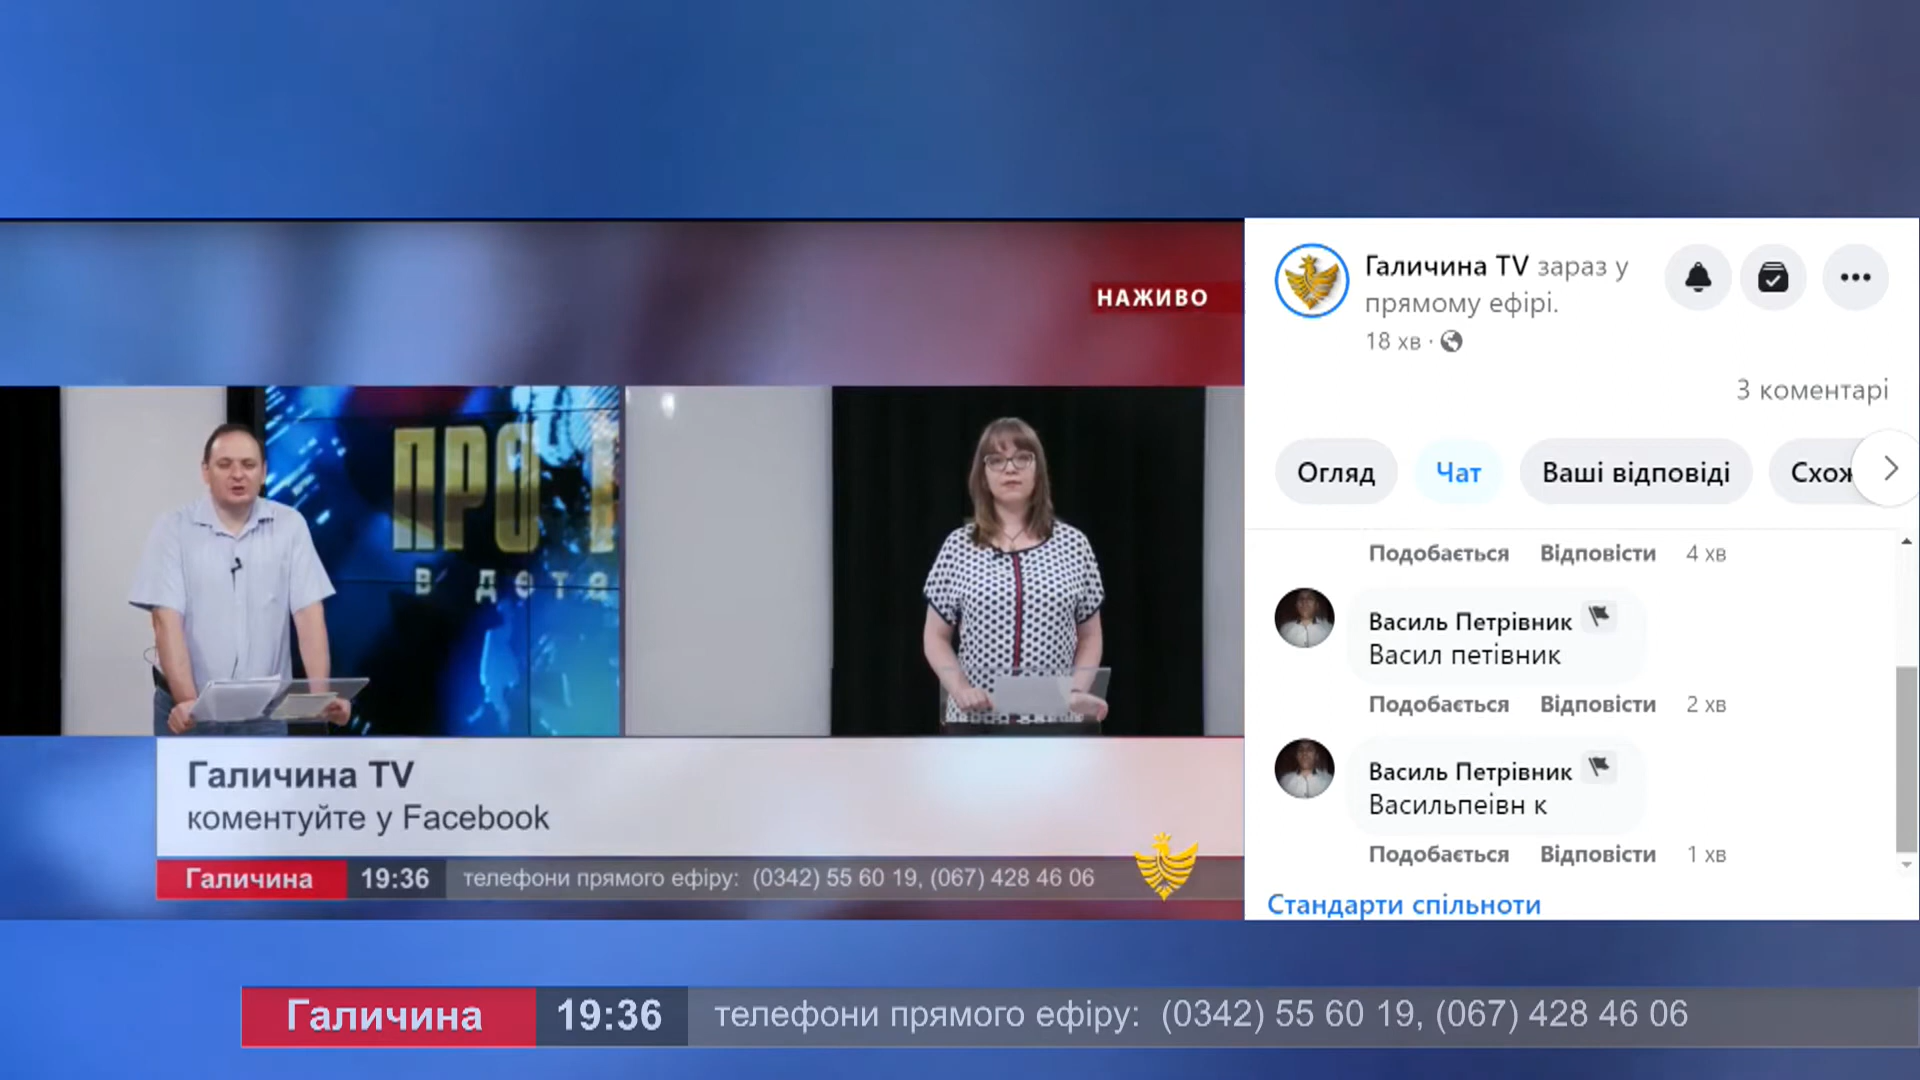 НАЖИВО
ПРО
В ДЕТА
Галичина TV
коментуйте у Facebook
Галичина 19:36 телефони прямого ефіру: (0342) 55 60 19, (067) 428 46 06
Галичина TV зараз у
прямому ефірі.
18 хв ·
3 коментарі
Огляд Чат Ваші відповіді Схож
Подобається Відповісти 4 хв
Василь Петрівник
Васил петівник
Подобається Відповісти 2 хв
Василь Петрівник
Васильпеівн к
Подобається Відповісти 1 хв
Стандарти спільноти
Галичина 19:36 телефони прямого ефіру: (0342) 55 60 19, (067) 428 46 06